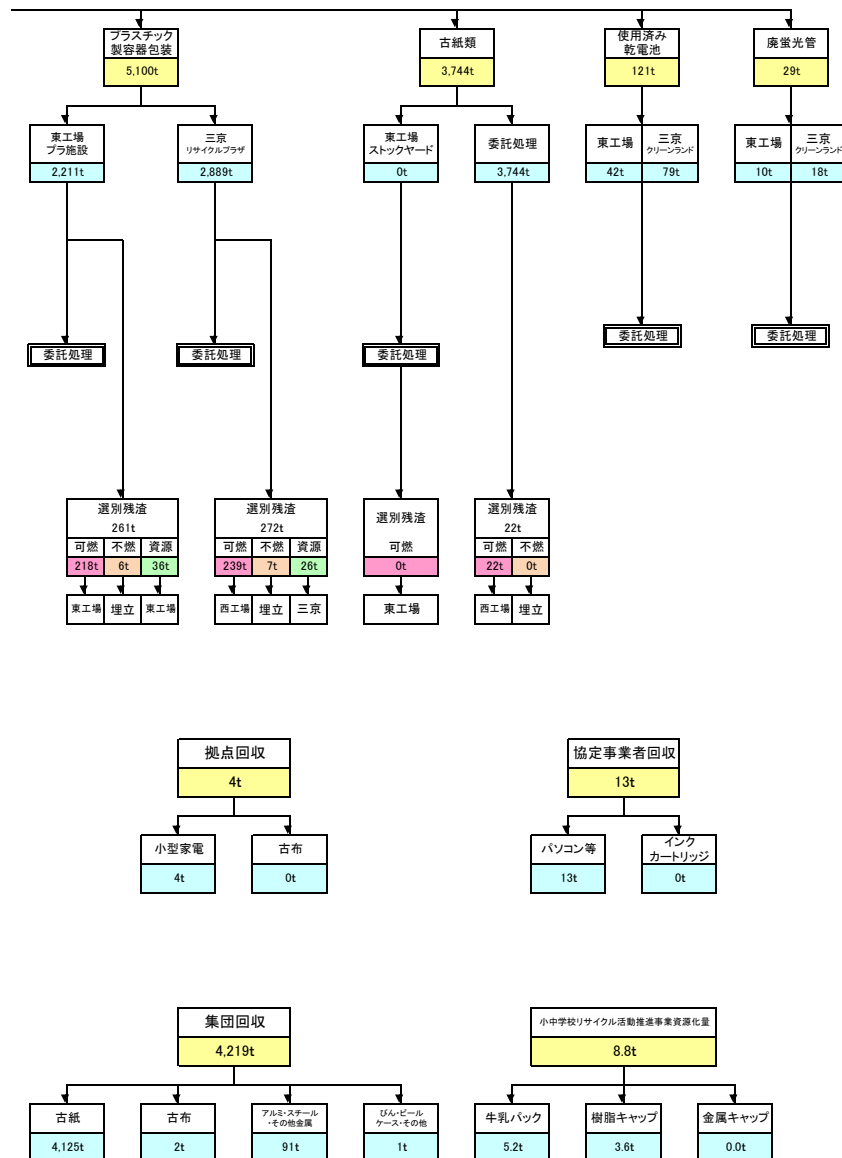 プラスチック
製容器包装
5,100t
古紙類
3,744t
使用済み
乾電池
121t
廃蛍光管
29t
東工場
プラ施設
2,211t
三京
リサイクルプラザ
2,889t
東工場
ストックヤード
0t
委託処理
3,744t
東工場
42t
三京
クリーンランド
79t
東工場
10t
三京
クリーンランド
18t
委託処理
委託処理
委託処理
委託処理
委託処理
選別残渣
261t
可燃 不燃 資源
218t 6t 36t
東工場 埋立 東工場
選別残渣
272t
可燃 不燃 資源
239t 7t 26t
西工場 埋立 三京
選別残渣
可燃
0t
東工場
選別残渣
22t
可燃 不燃
22t 0t
西工場 埋立
拠点回収
4t
小型家電
4t
古布
0t
協定事業者回収
13t
パソコン等
13t
インク
カートリッジ
0t
集団回収
4,219t
古紙
4,125t
古布
2t
アルミ・スチール
・その他金属
91t
びん・ビール
ケース・その他
1t
小中学校リサイクル活動推進事業資源化量
8.8t
牛乳パック
5.2t
樹脂キャップ
3.6t
金属キャップ
0.0t